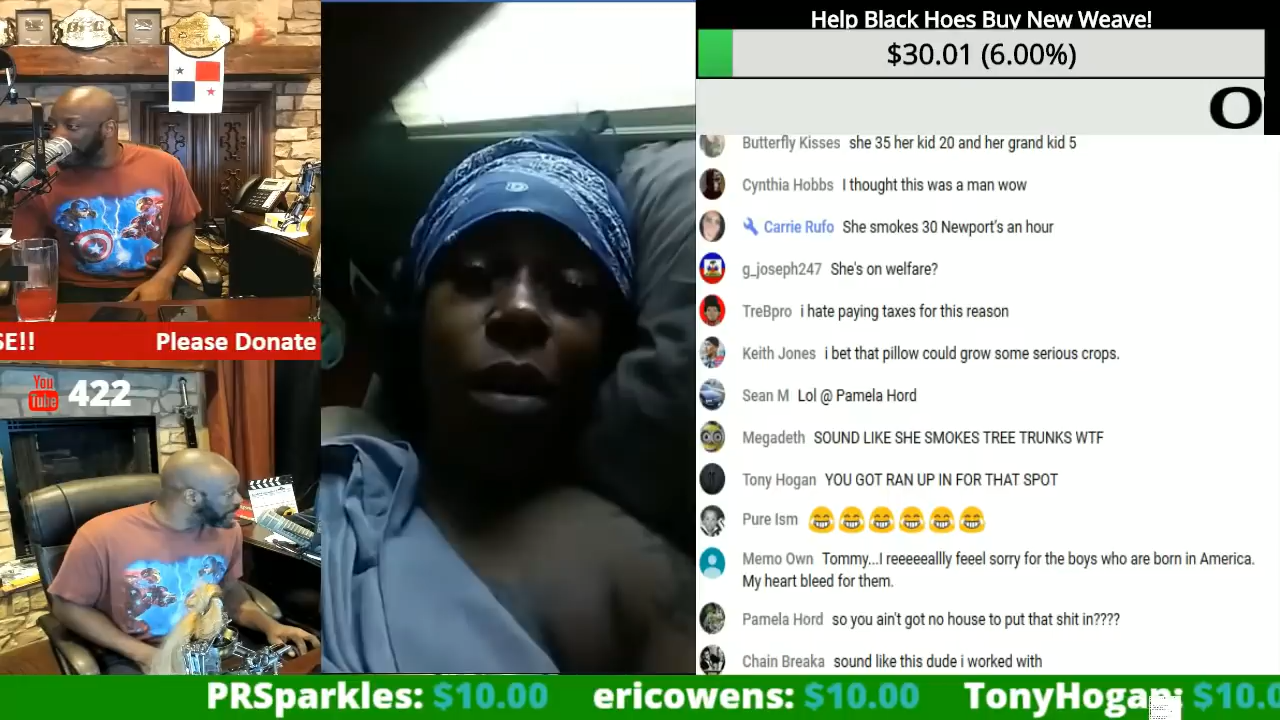 Help Black Hoes Buy New Weave!
$30.01 (6.00%)
O
Butterfly Kisses she 35 her kid 20 and her grand kid 5
Cynthia Hobbs I thought this was a man wow
Carrie Rufo She smokes 30 Newport's an hour
g_joseph247 She's on welfare?
TreBpro i hate paying taxes for this reason
Keith Jones i bet that pillow could grow some serious crops.
Sean M Lol @ Pamela Hord
Megadeth SOUND LIKE SHE SMOKES TREE TRUNKS WTF
Tony Hogan YOU GOT RAN UP IN FOR THAT SPOT
Pure Ism 😂😂😂😂😂😂
Memo Own Tommy...I reeeeeallly feeel sorry for the boys who are born in America.
My heart bleed for them.
Pamela Hord so you ain't got no house to put that shit in????
Chain Breaka sound like this dude i worked with
SE!! Please Donate
You
Tube 422
PRSparkles: $10.00 ericowens: $10.00 TonyHogan: $10.0